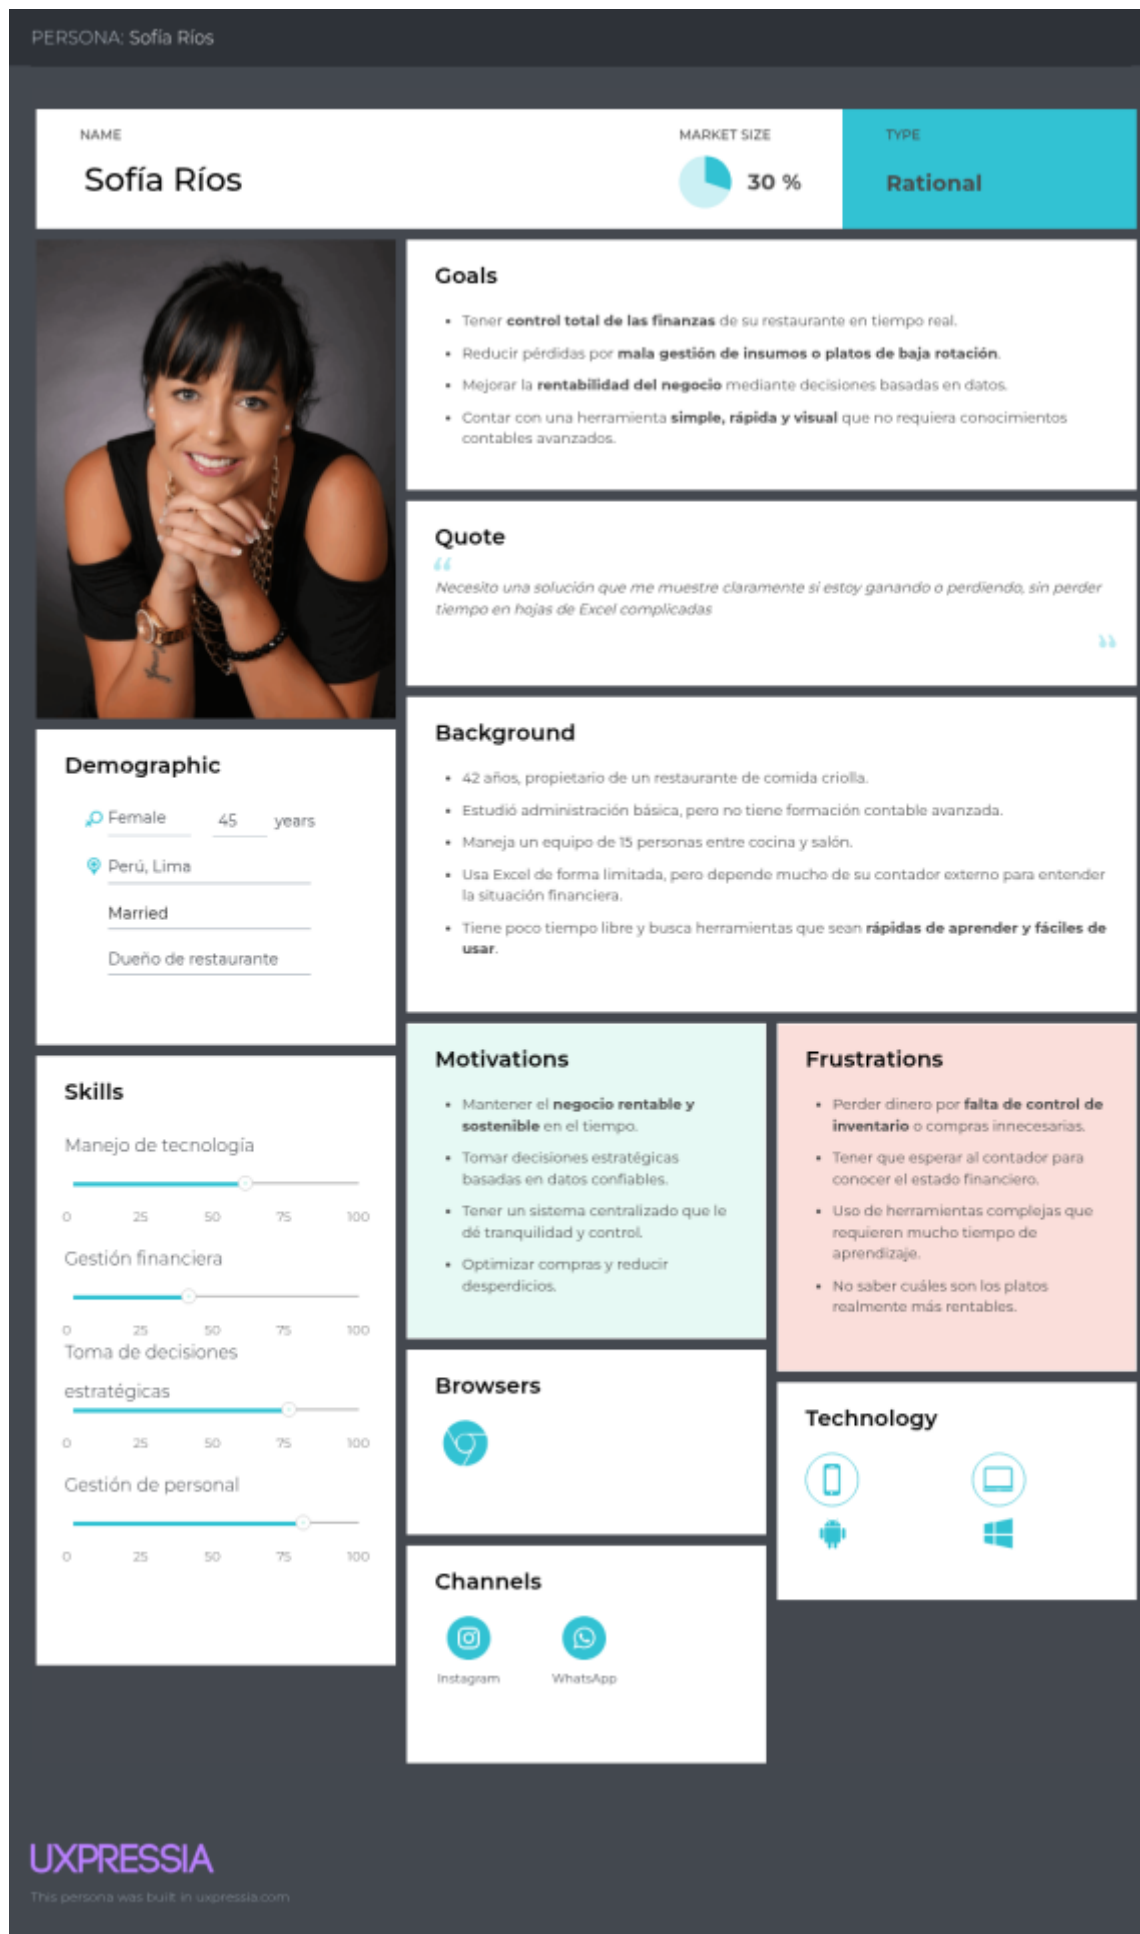 PERSONA: Sofía Ríos
NAME
Sofía Ríos
MARKET SIZE
30 %
TYPE
Rational
Goals
• Tener control total de las finanzas de su restaurante en tiempo real.
• Reducir pérdidas por mala gestión de insumos o platos de baja rotación.
• Mejorar la rentabilidad del negocio mediante decisiones basadas en datos.
• Contar con una herramienta simple, rápida y visual que no requiera conocimientos
contables avanzados.
Quote
“
Necesito una solución que me muestre claramente si estoy ganando o perdiendo, sin perder
tiempo en hojas de Excel complicadas
”
Demographic
Female 45 years
Perú, Lima
Married
Dueño de restaurante
Background
• 42 años, propietario de un restaurante de comida criolla.
• Estudió administración básica, pero no tiene formación contable avanzada.
• Maneja un equipo de 15 personas entre cocina y salón.
• Usa Excel de forma limitada, pero depende mucho de su contador externo para entender
la situación financiera.
• Tiene poco tiempo libre y busca herramientas que sean rápidas de aprender y fáciles de
usar.
Skills
Manejo de tecnología
0 25 50 75 100
Gestión financiera
0 25 50 75 100
Toma de decisiones
estratégicas
0 25 50 75 100
Gestión de personal
0 25 50 75 100
Motivations
• Mantener el negocio rentable y
sostenible en el tiempo.
• Tomar decisiones estratégicas
basadas en datos confiables.
• Tener un sistema centralizado que le
dé tranquilidad y control.
• Optimizar compras y reducir
desperdicios.
Frustrations
• Perder dinero por falta de control de
inventario o compras innecesarias.
• Tener que esperar al contador para
conocer el estado financiero.
• Uso de herramientas complejas que
requieren mucho tiempo de
aprendizaje.
• No saber cuáles son los platos
realmente más rentables.
Browsers
Technology
Channels
Instagram
WhatsApp
UXPRESSIA
This persona was built in uxpressia.com